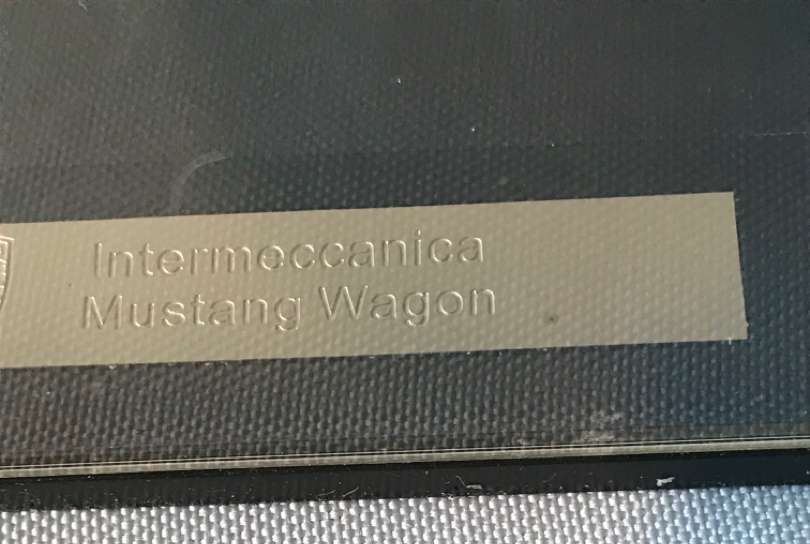 Intermeccanica
Mustang Wagon